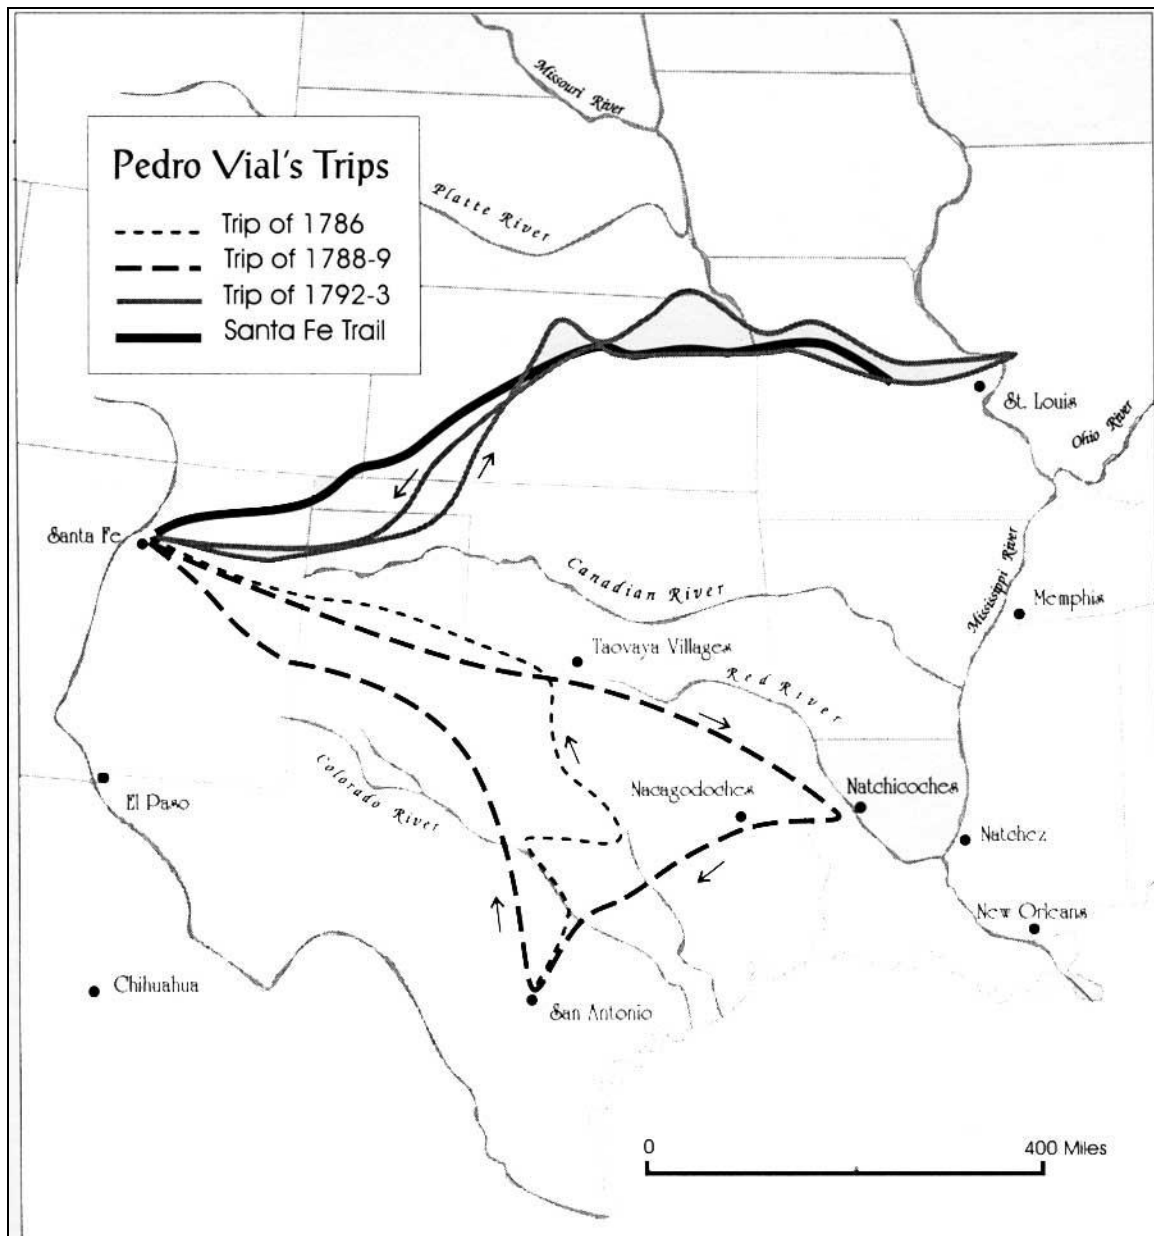 Missouri River
Pedro Vial's Trips
Trip of 1786
Trip of 1788-9
Trip of 1792-3
Santa Fe Trail
Platte River
St. Louis
Ohio River
Santa Fe
Canadian River
Mississippi River
Memphis
Taovaya Villages
Red River
Colorado River
El Paso
Nacagodoches
Natchicoches
Natchez
New Orleans
Chihuahua
San Antonio
0
400 Miles